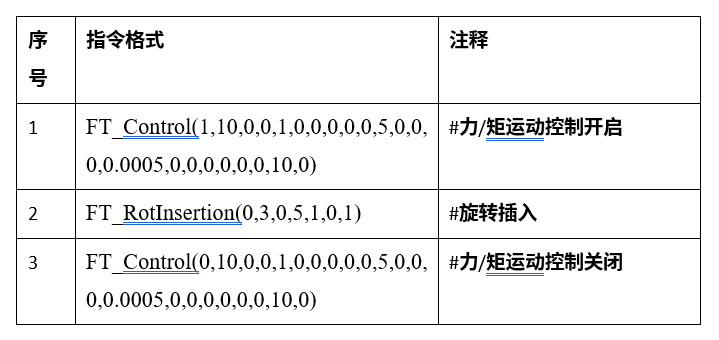 序号 指令格式 注释
1 FT_Control(1,10,0,0,1,0,0,0,0,0,5,0,0,
0,0.0005,0,0,0,0,0,0,10,0) #力/矩运动控制开启
2 FT_RotInsertion(0,3,0,5,1,0,1) #旋转插入
3 FT_Control(0,10,0,0,1,0,0,0,0,0,5,0,0,
0,0.0005,0,0,0,0,0,0,10,0) #力/矩运动控制关闭